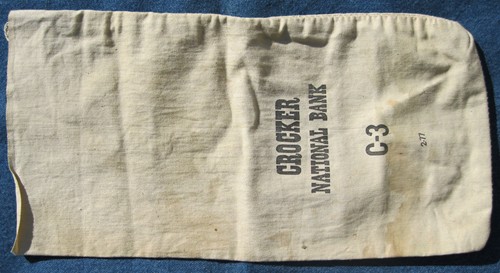 CROCKER
NATIONAL BANK
C-3
2-77